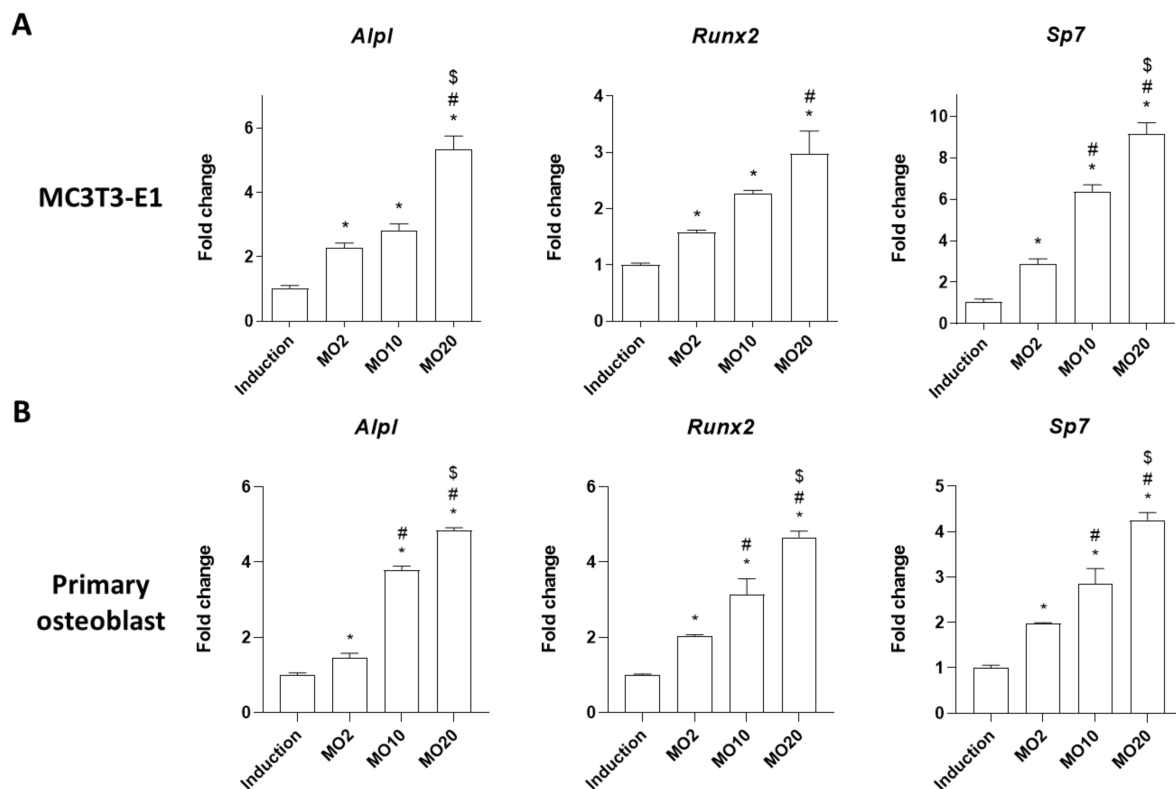 A
Alpl
Runx2
Sp7
MC3T3-E1
Fold change
6
4
2
0
*
*
$
#
*
Induction
MO2
MO10
MO20
Fold change
4
3
2
1
0
*
*
#
*
Induction
MO2
MO10
MO20
Fold change
10
8
6
4
2
0
*
#
*
$
#
*
Induction
MO2
MO10
MO20
B
Alpl
Runx2
Sp7
Primary
osteoblast
Fold change
6
4
2
0
*
#
*
$
#
*
Induction
MO2
MO10
MO20
Fold change
6
4
2
0
*
#
*
$
#
*
Induction
MO2
MO10
MO20
Fold change
5
4
3
2
1
0
*
#
*
$
#
*
Induction
MO2
MO10
MO20